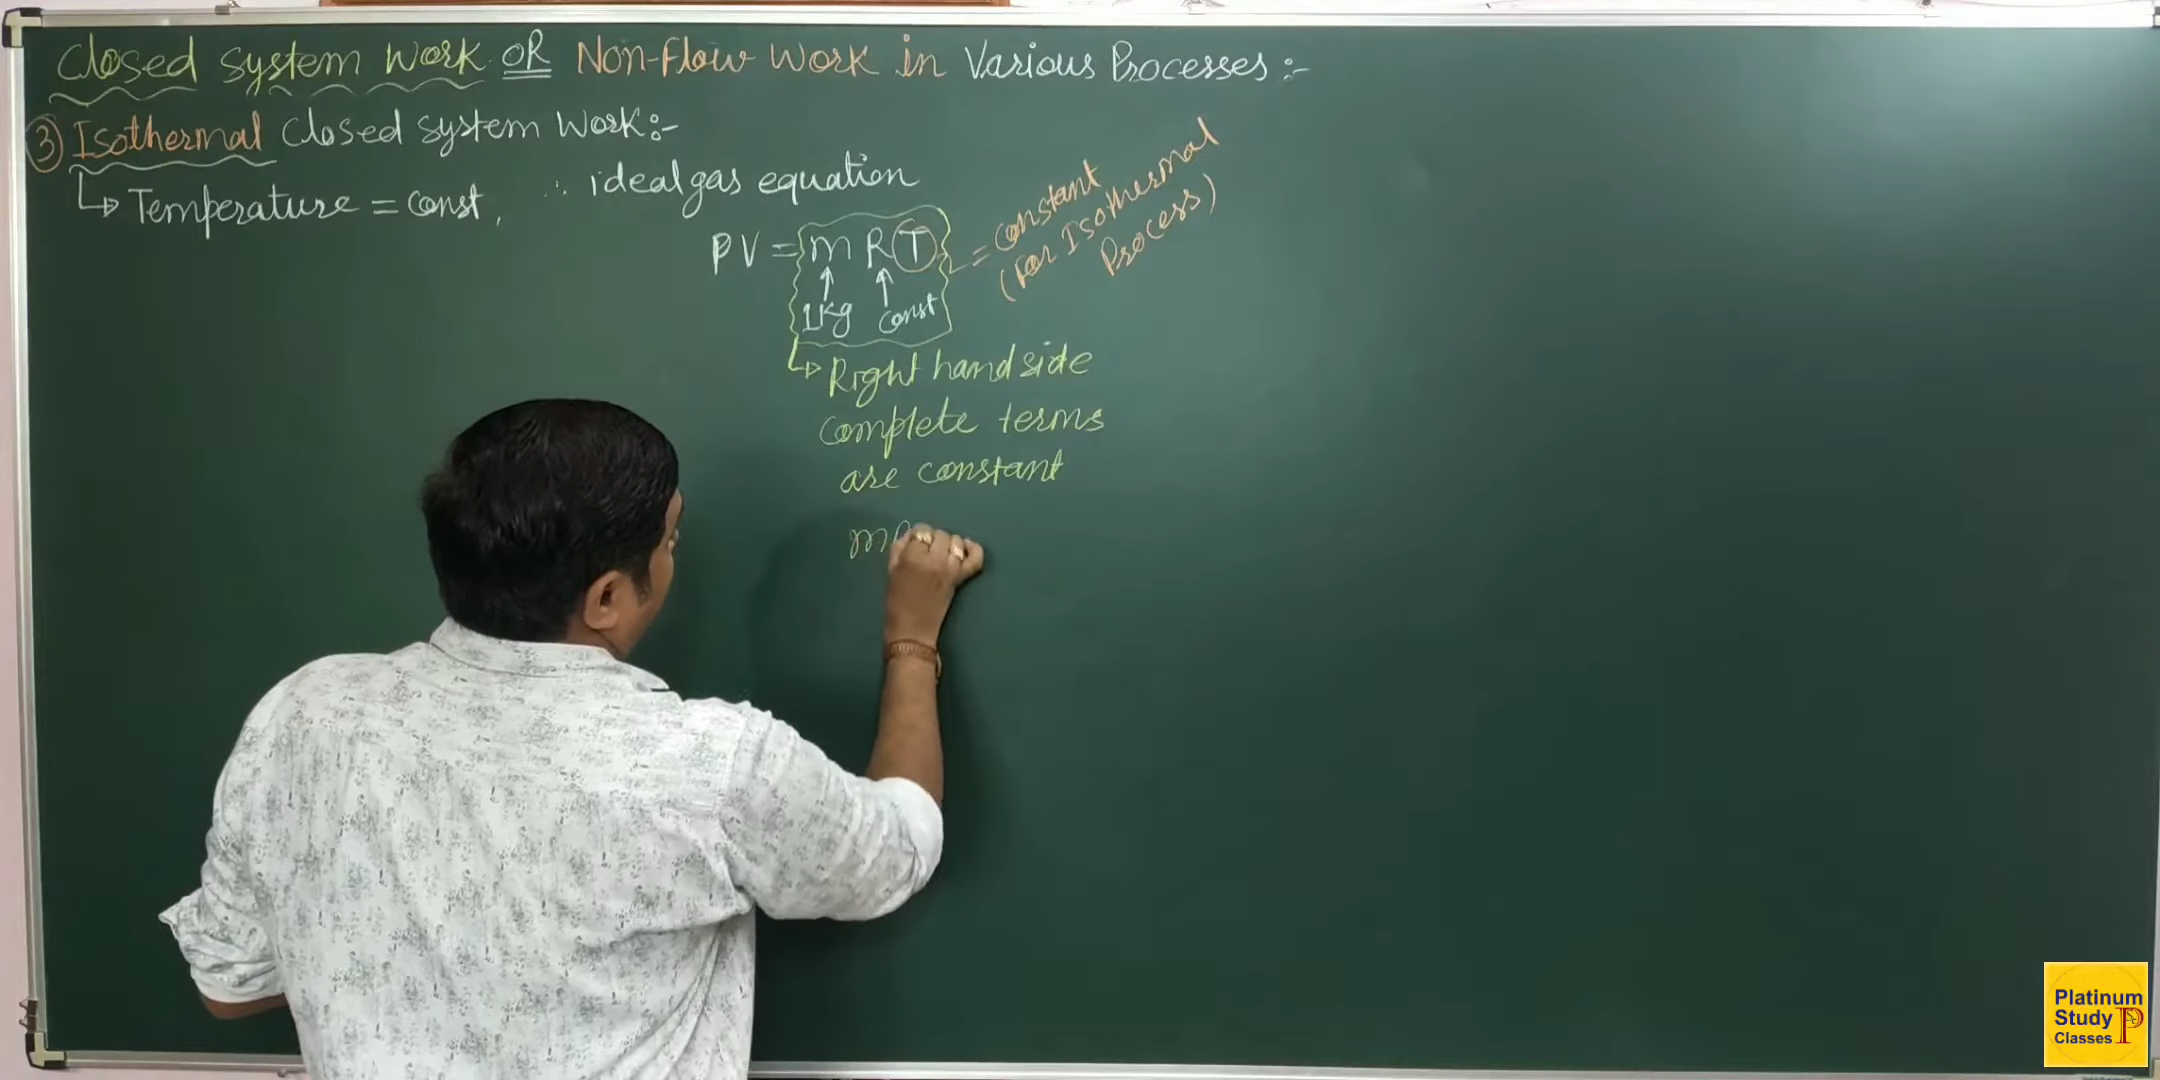 Closed system work OR Non-Flow Work in Various Processes :-
③ Isothermal Closed system Work :-
↳ Temperature = const, ∴ ideal gas equation
PV = m R T = constant
(For Isothermal
Process)
1kg const
↳ Right hand side
complete terms
are constant
m
Platinum
Study
Classes